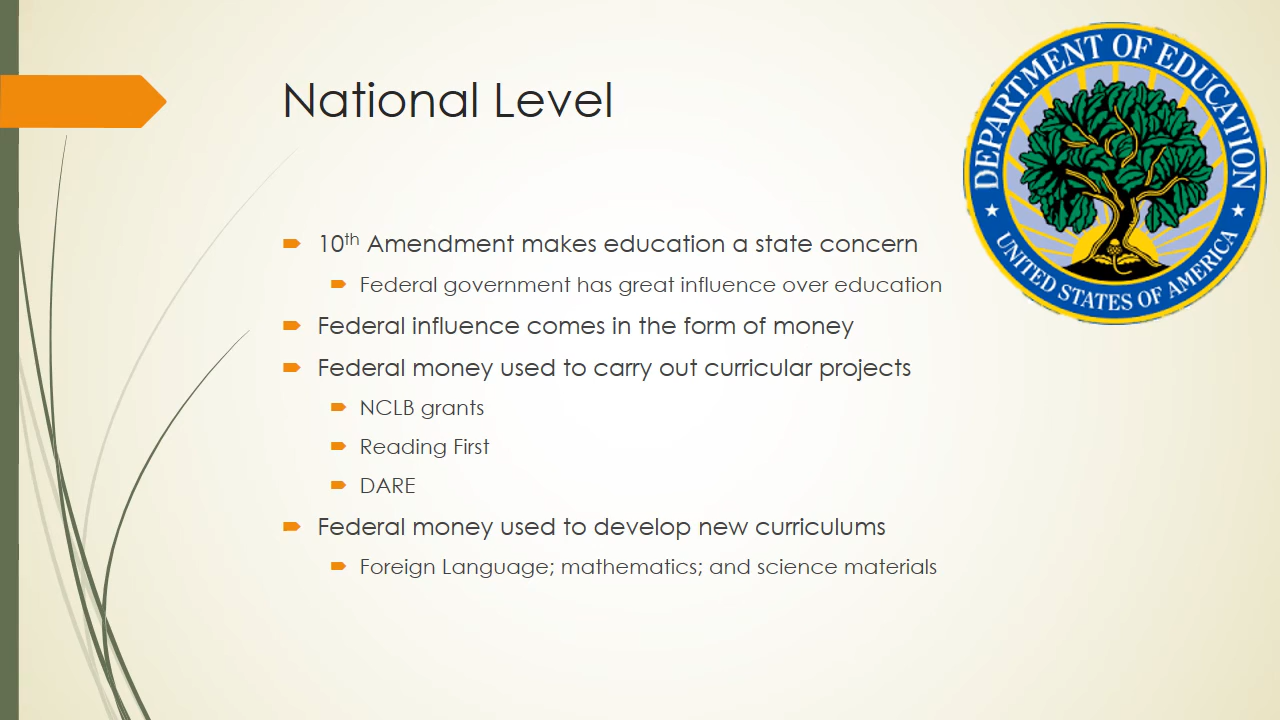 National Level
DEPARTMENT OF EDUCATION
UNITED STATES OF AMERICA
10th Amendment makes education a state concern
Federal government has great influence over education
Federal influence comes in the form of money
Federal money used to carry out curricular projects
NCLB grants
Reading First
DARE
Federal money used to develop new curriculums
Foreign Language; mathematics; and science materials